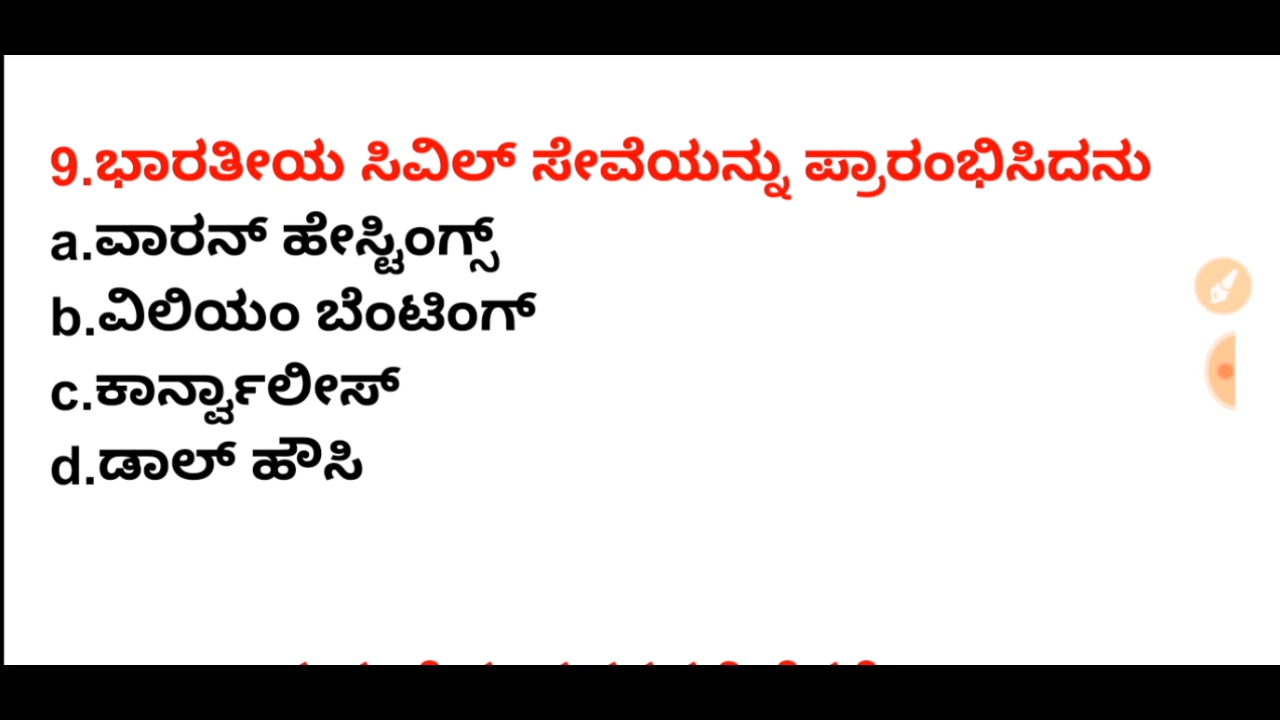 9.ಭಾರತೀಯ ಸಿವಿಲ್ ಸೇವೆಯನ್ನು ಪ್ರಾರಂಭಿಸಿದನು
a.ವಾರನ್ ಹೇಸ್ಟಿಂಗ್ಸ್
b.ವಿಲಿಯಂ ಬೆಂಟಿಂಗ್
c.ಕಾರ್ನ್ವಾಲೀಸ್
d.ಡಾಲ್ ಹೌಸಿ